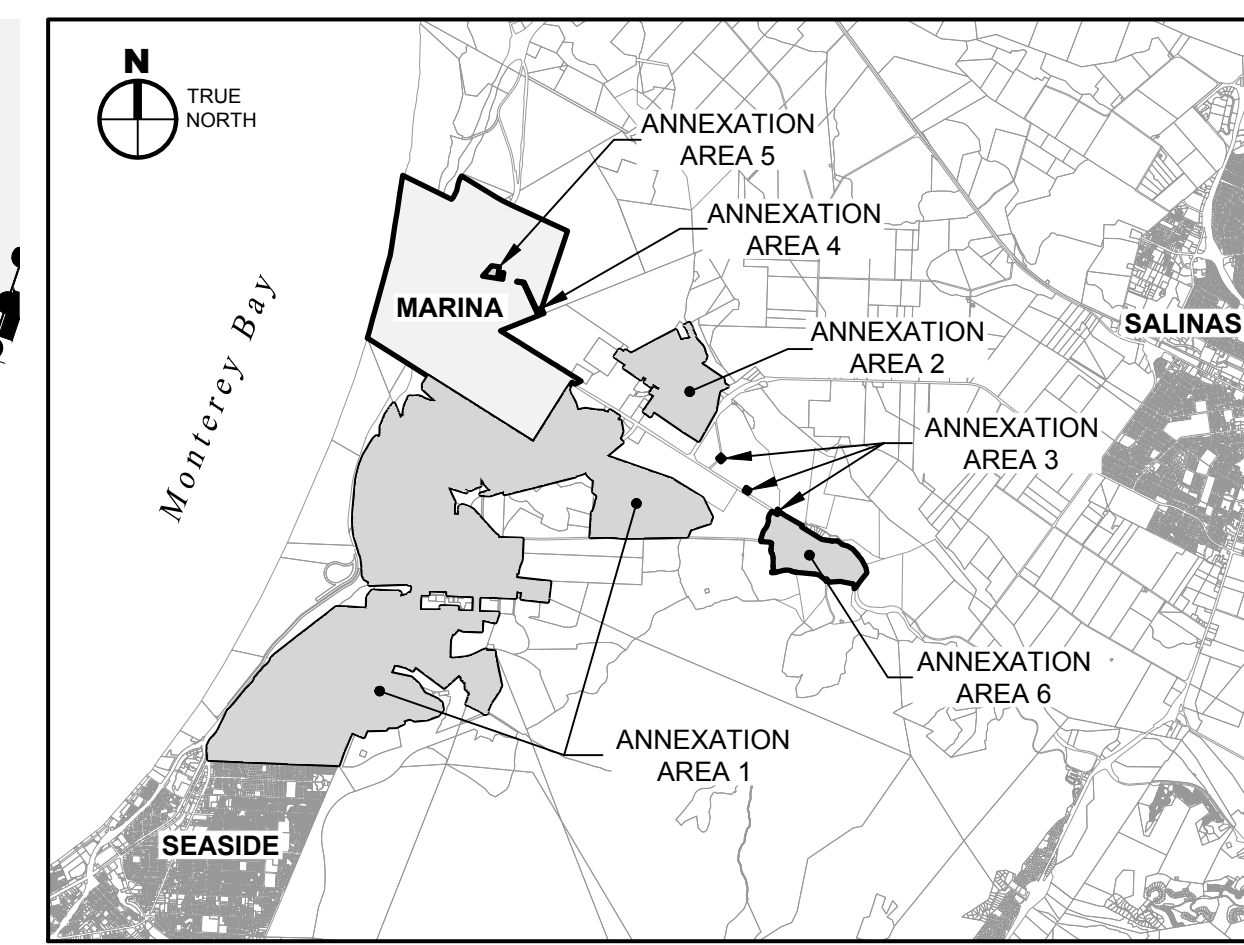 N
TRUE
NORTH
ANNEXATION
AREA 5
ANNEXATION
AREA 4
MARINA
ANNEXATION
AREA 2
SALINAS
Monterey Bay
ANNEXATION
AREA 3
ANNEXATION
AREA 6
ANNEXATION
AREA 1
SEASIDE